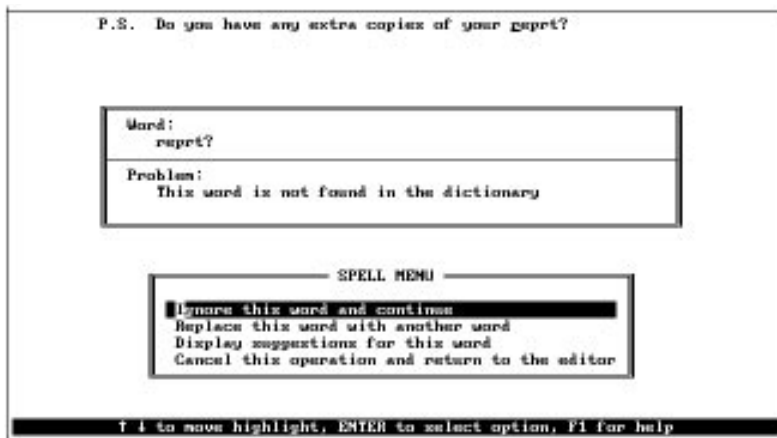 P.S. Do you have any extra copies of your reprt?
Word:
reprt?
Problem:
This word is not found in the dictionary
SPELL MENU
Ignore this word and continue
Replace this word with another word
Display suggestions for this word
Cancel this operation and return to the editor
↑ ↓ to move highlight, ENTER to select option, F1 for help